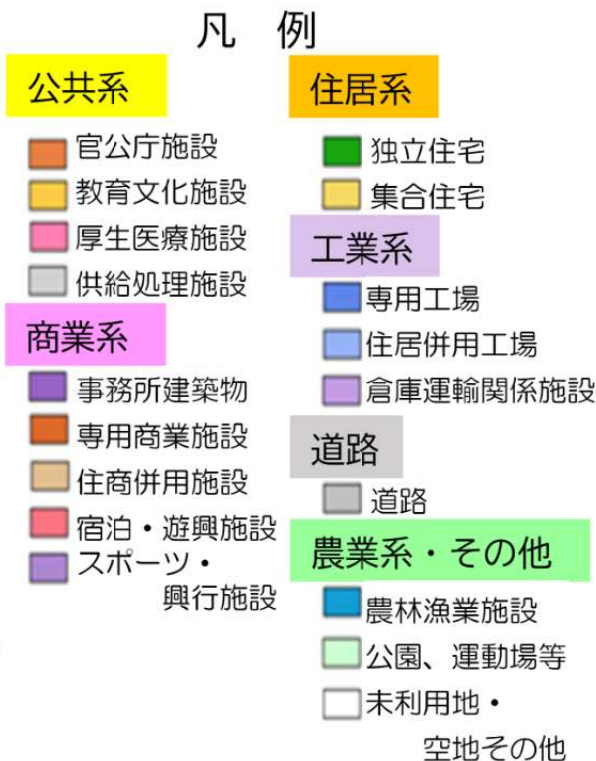 凡 例
公共系
官公庁施設
教育文化施設
厚生医療施設
供給処理施設
商業系
事務所建築物
専用商業施設
住商併用施設
宿泊・遊興施設
スポーツ・
興行施設
住居系
独立住宅
集合住宅
工業系
専用工場
住居併用工場
倉庫運輸関係施設
道路
道路
農業系・その他
農林漁業施設
公園、運動場等
未利用地・
空地その他